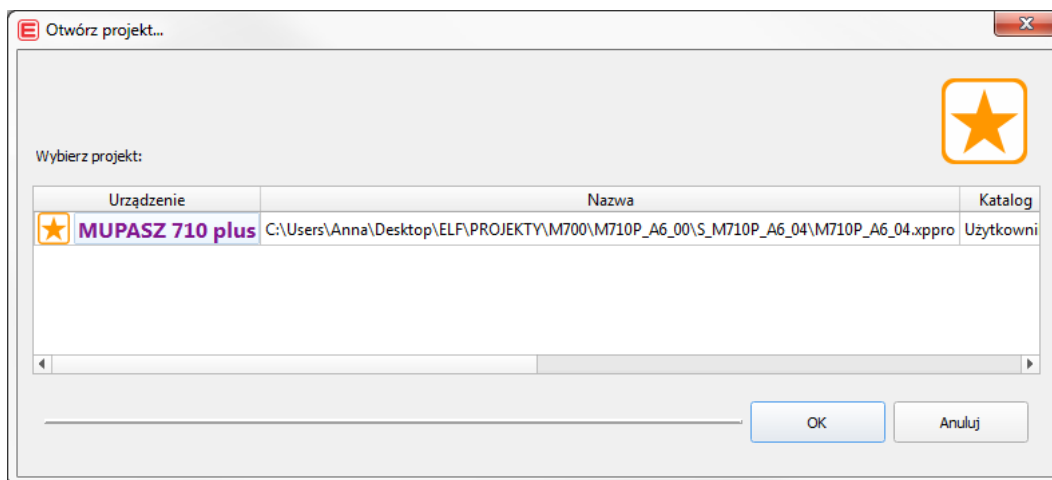 E Otwórz projekt...
Wybierz projekt:
Urządzenie Nazwa Katalog
MUPASZ 710 plus C:\Users\Anna\Desktop\ELF\PROJEKTY\M700\M710P_A6_00\S_M710P_A6_04\M710P_A6_04.xppro Użytkowni
OK Anuluj